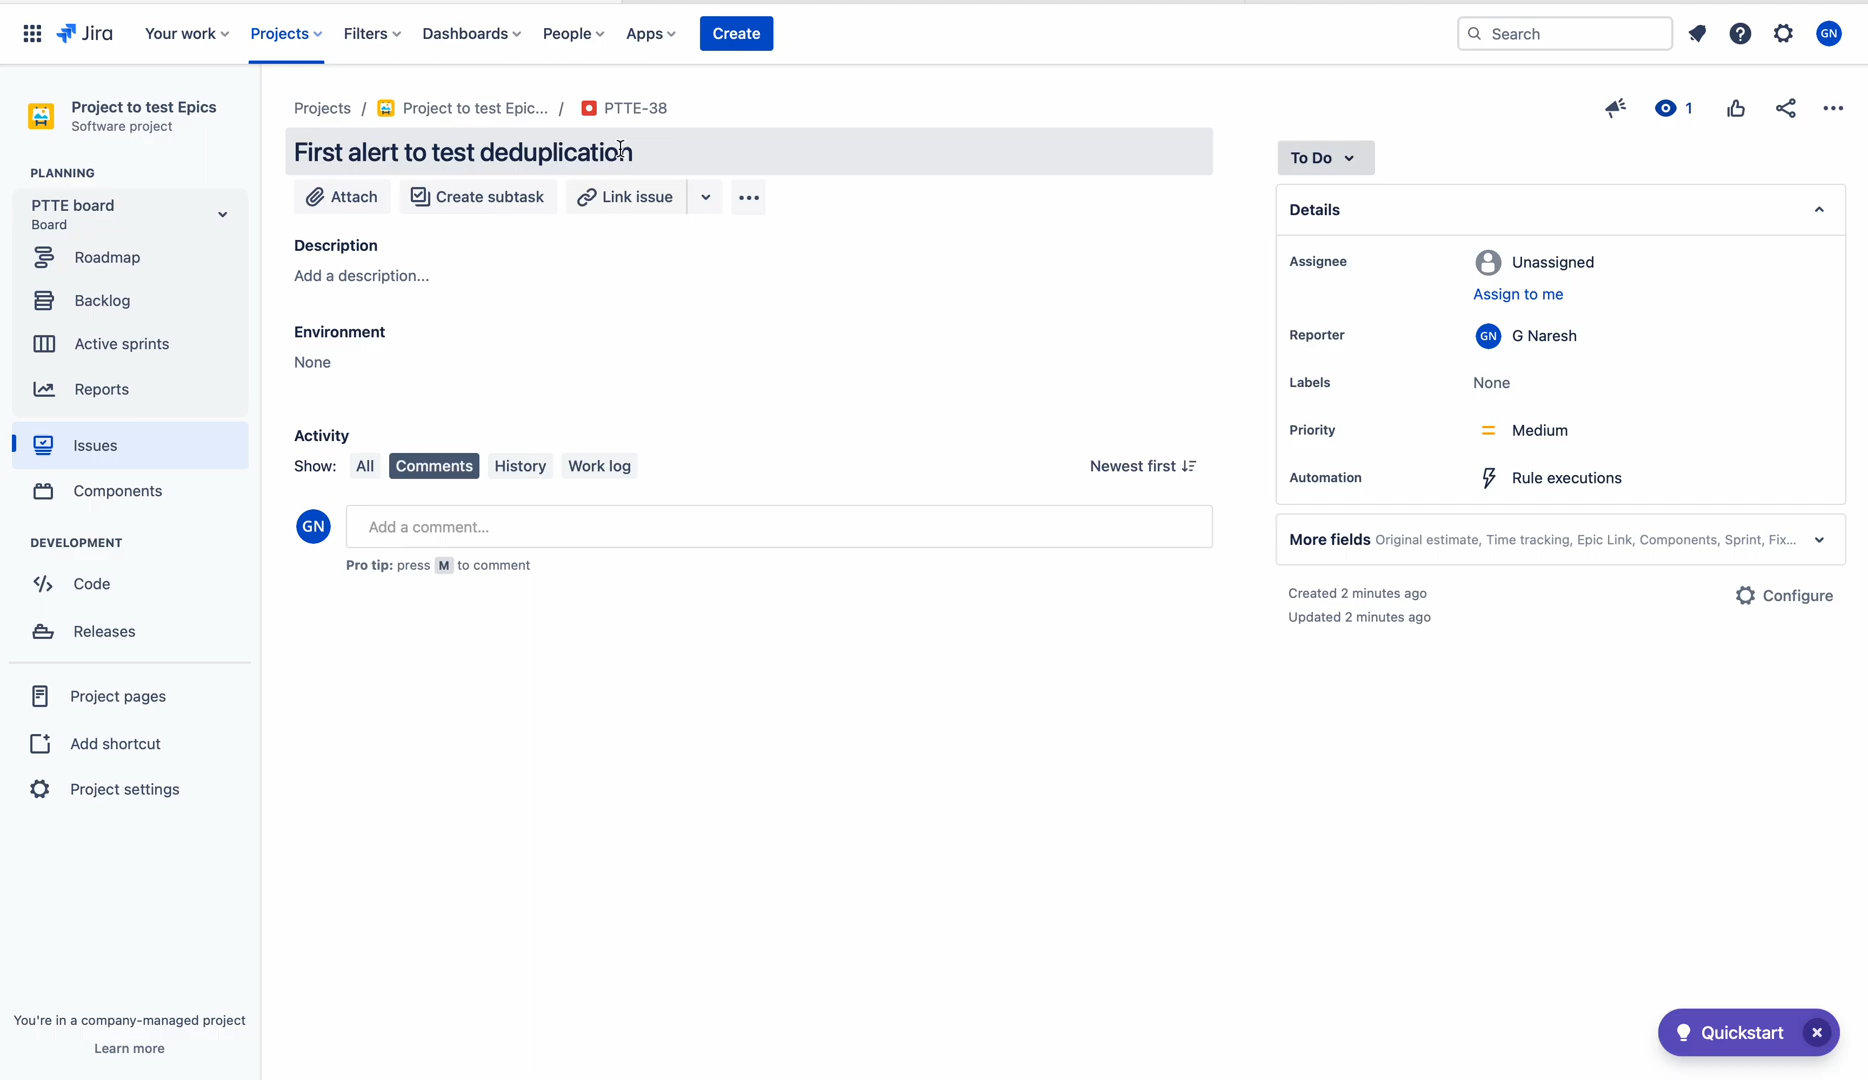 Jira
Your work
Projects
Filters
Dashboards
People
Apps
Create
Search
GN
Project to test Epics
Software project
PLANNING
PTTE board
Board
Roadmap
Backlog
Active sprints
Reports
Issues
Components
DEVELOPMENT
Code
Releases
Project pages
Add shortcut
Project settings
You're in a company-managed project
Learn more
Projects / Project to test Epic... / PTTE-38
1
First alert to test deduplication
Attach
Create subtask
Link issue
Description
Add a description...
Environment
None
Activity
Show: All Comments History Work log
Newest first
GN
Add a comment...
Pro tip: press M to comment
To Do
Details
Assignee
Unassigned
Assign to me
Reporter
GN
G Naresh
Labels
None
Priority
Medium
Automation
Rule executions
More fields Original estimate, Time tracking, Epic Link, Components, Sprint, Fix...
Created 2 minutes ago
Updated 2 minutes ago
Configure
Quickstart